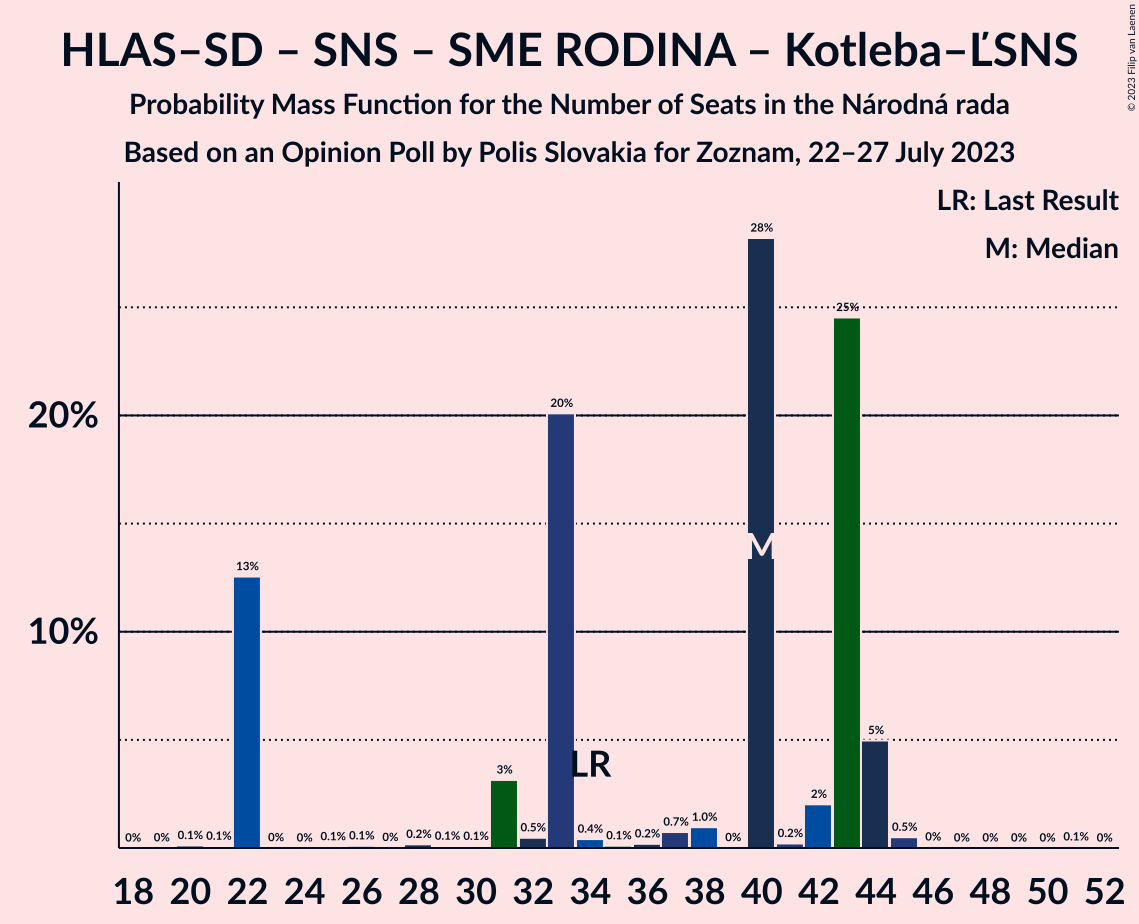 HLAS–SD – SNS – SME RODINA – Kotleba–ĽSNS
Probability Mass Function for the Number of Seats in the Národná rada
Based on an Opinion Poll by Polis Slovakia for Zoznam, 22–27 July 2023
© 2023 Filip van Laenen
LR: Last Result
M: Median
20%
10%
0% 0% 0.1% 0.1% 13% 0% 0% 0.1% 0.1% 0% 0.2% 0.1% 0.1% 3% 0.5% 20% 0.4% 0.1% 0.2% 0.7% 1.0% 0% 28% 0.2% 2% 25% 5% 0.5% 0% 0% 0% 0% 0% 0.1% 0%
M
LR
18 20 22 24 26 28 30 32 34 36 38 40 42 44 46 48 50 52